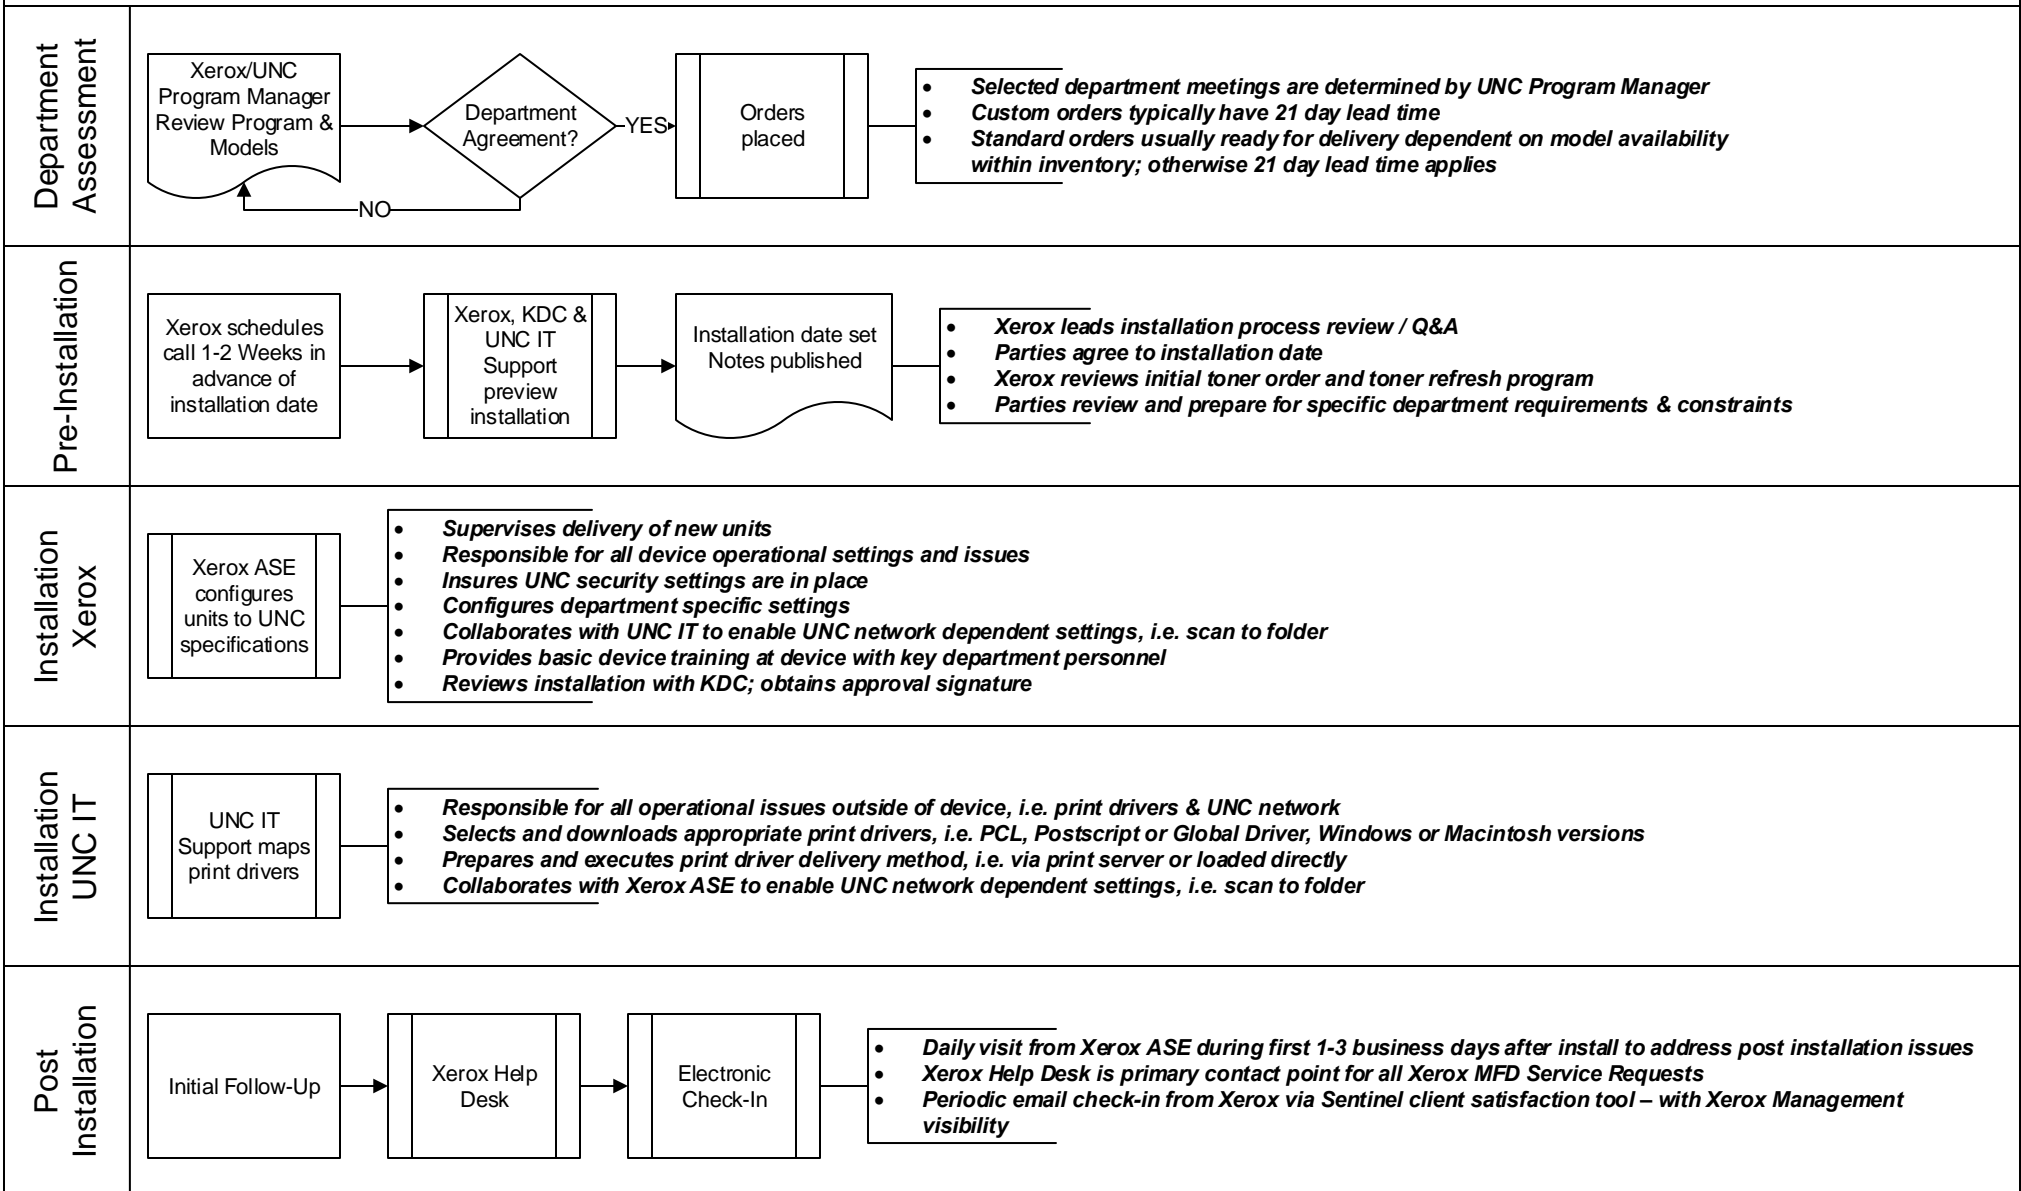 Department
Assessment
Xerox/UNC
Program Manager
Review Program &
Models
Department
Agreement?
YES
NO
Orders
placed
• Selected department meetings are determined by UNC Program Manager
• Custom orders typically have 21 day lead time
• Standard orders usually ready for delivery dependent on model availability
within inventory; otherwise 21 day lead time applies
Pre-Installation
Xerox schedules
call 1-2 Weeks in
advance of
installation date
Xerox, KDC &
UNC IT
Support
preview
installation
Installation date set
Notes published
• Xerox leads installation process review / Q&A
• Parties agree to installation date
• Xerox reviews initial toner order and toner refresh program
• Parties review and prepare for specific department requirements & constraints
Installation
Xerox
Xerox ASE
configures
units to UNC
specifications
• Supervises delivery of new units
• Responsible for all device operational settings and issues
• Insures UNC security settings are in place
• Configures department specific settings
• Collaborates with UNC IT to enable UNC network dependent settings, i.e. scan to folder
• Provides basic device training at device with key department personnel
• Reviews installation with KDC; obtains approval signature
Installation
UNC IT
UNC IT
Support maps
print drivers
• Responsible for all operational issues outside of device, i.e. print drivers & UNC network
• Selects and downloads appropriate print drivers, i.e. PCL, Postscript or Global Driver, Windows or Macintosh versions
• Prepares and executes print driver delivery method, i.e. via print server or loaded directly
• Collaborates with Xerox ASE to enable UNC network dependent settings, i.e. scan to folder
Post
Installation
Initial Follow-Up
Xerox Help
Desk
Electronic
Check-In
• Daily visit from Xerox ASE during first 1-3 business days after install to address post installation issues
• Xerox Help Desk is primary contact point for all Xerox MFD Service Requests
• Periodic email check-in from Xerox via Sentinel client satisfaction tool – with Xerox Management
visibility